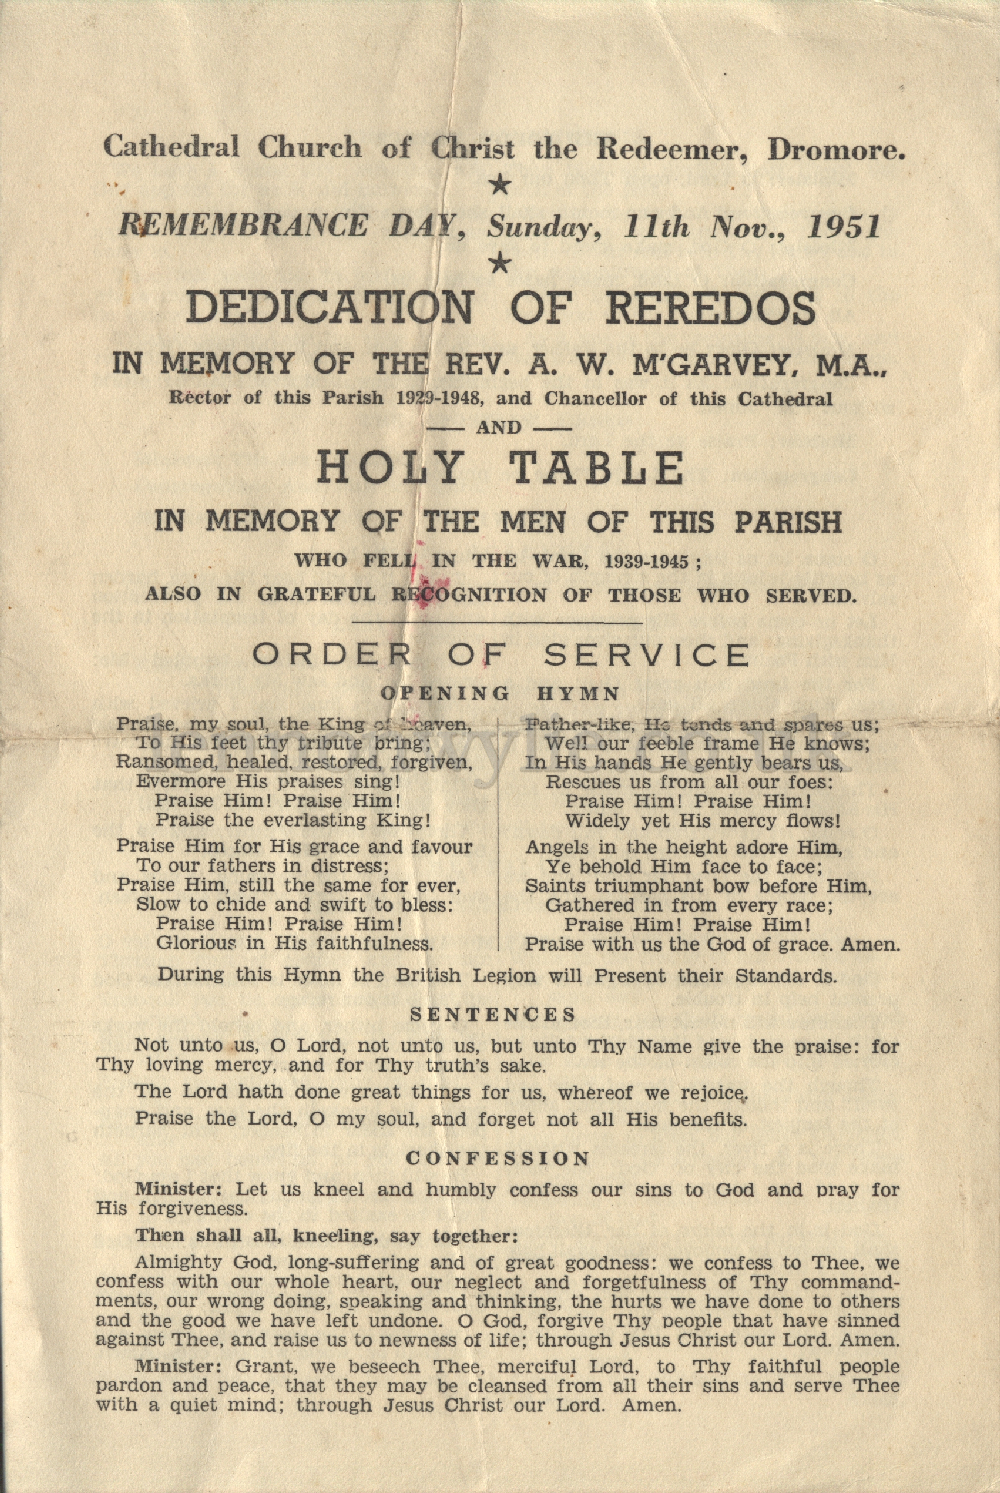 Cathedral Church of Christ the Redeemer, Dromore.
REMEMBRANCE DAY, Sunday, 11th Nov., 1951
DEDICATION OF REREDOS
IN MEMORY OF THE REV. A. W. M'GARVEY, M.A.,
Rector of this Parish 1929-1948, and Chancellor of this Cathedral
— AND —
HOLY TABLE
IN MEMORY OF THE MEN OF THIS PARISH
WHO FELL IN THE WAR, 1939-1945 ;
ALSO IN GRATEFUL RECOGNITION OF THOSE WHO SERVED.
ORDER OF SERVICE
OPENING HYMN
Praise, my soul, the King of heaven,
To His feet thy tribute bring;
Ransomed, healed, restored, forgiven,
Evermore His praises sing!
Praise Him! Praise Him!
Praise the everlasting King!
Praise Him for His grace and favour
To our fathers in distress;
Praise Him, still the same for ever,
Slow to chide and swift to bless:
Praise Him! Praise Him!
Glorious in His faithfulness.
Father-like, He tends and spares us;
Well our feeble frame He knows;
In His hands He gently bears us,
Rescues us from all our foes:
Praise Him! Praise Him!
Widely yet His mercy flows!
Angels in the height adore Him,
Ye behold Him face to face;
Saints triumphant bow before Him,
Gathered in from every race;
Praise Him! Praise Him!
Praise with us the God of grace. Amen.
During this Hymn the British Legion will Present their Standards.
SENTENCES
Not unto us, O Lord, not unto us, but unto Thy Name give the praise: for
Thy loving mercy, and for Thy truth's sake.
The Lord hath done great things for us, whereof we rejoice.
Praise the Lord, O my soul, and forget not all His benefits.
CONFESSION
Minister: Let us kneel and humbly confess our sins to God and pray for
His forgiveness.
Then shall all, kneeling, say together:
Almighty God, long-suffering and of great goodness: we confess to Thee, we
confess with our whole heart, our neglect and forgetfulness of Thy command-
ments, our wrong doing, speaking and thinking, the hurts we have done to others
and the good we have left undone. O God, forgive Thy people that have sinned
against Thee, and raise us to newness of life; through Jesus Christ our Lord. Amen.
Minister: Grant, we beseech Thee, merciful Lord, to Thy faithful people
pardon and peace, that they may be cleansed from all their sins and serve Thee
with a quiet mind; through Jesus Christ our Lord. Amen.